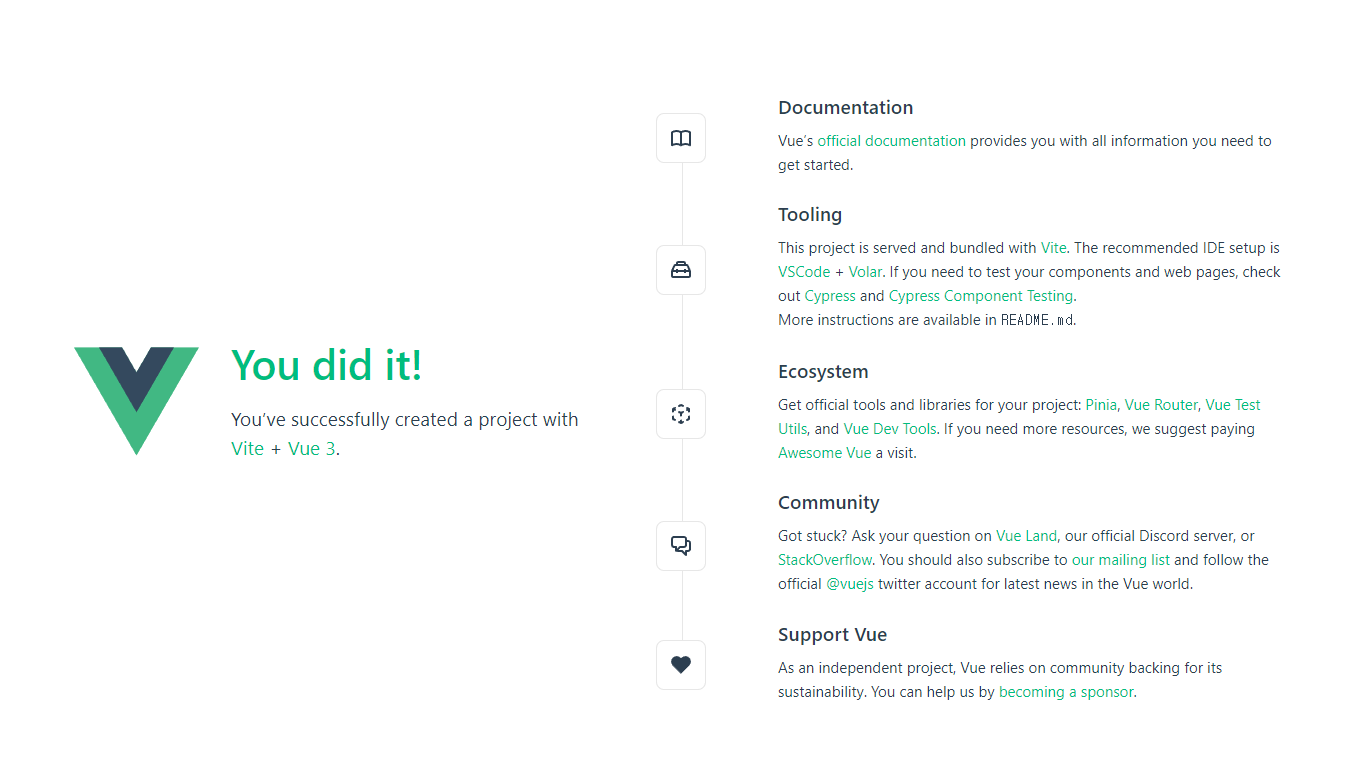 You did it!
You’ve successfully created a project with
Vite + Vue 3.
Documentation
Vue’s official documentation provides you with all information you need to
get started.
Tooling
This project is served and bundled with Vite. The recommended IDE setup is
VSCode + Volar. If you need to test your components and web pages, check
out Cypress and Cypress Component Testing.
More instructions are available in README.md.
Ecosystem
Get official tools and libraries for your project: Pinia, Vue Router, Vue Test
Utils, and Vue Dev Tools. If you need more resources, we suggest paying
Awesome Vue a visit.
Community
Got stuck? Ask your question on Vue Land, our official Discord server, or
StackOverflow. You should also subscribe to our mailing list and follow the
official @vuejs twitter account for latest news in the Vue world.
Support Vue
As an independent project, Vue relies on community backing for its
sustainability. You can help us by becoming a sponsor.